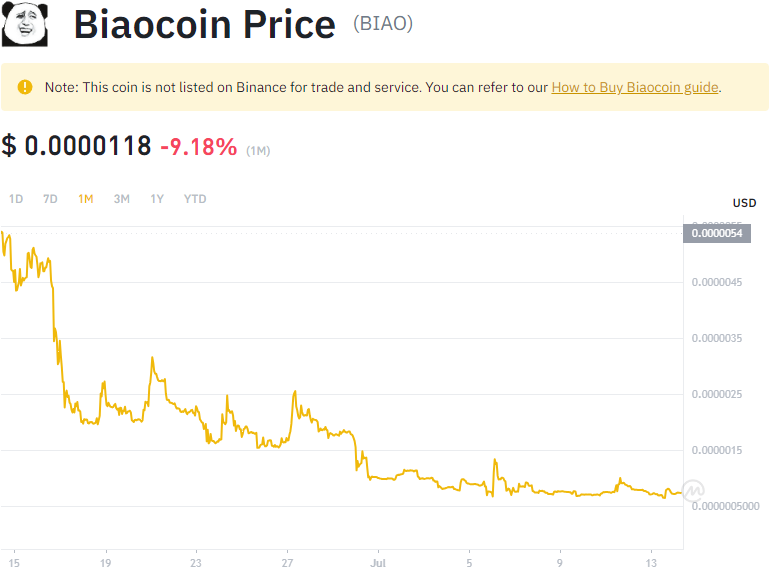 Biaocoin Price (BIAO)
Note: This coin is not listed on Binance for trade and service. You can refer to our How to Buy Biaocoin guide.
$ 0.0000118 -9.18% (1M)
1D 7D 1M 3M 1Y YTD
USD
0.0000054
0.0000045
0.0000035
0.0000025
0.0000015
0.0000005000
15 19 23 27 Jul 5 9 13